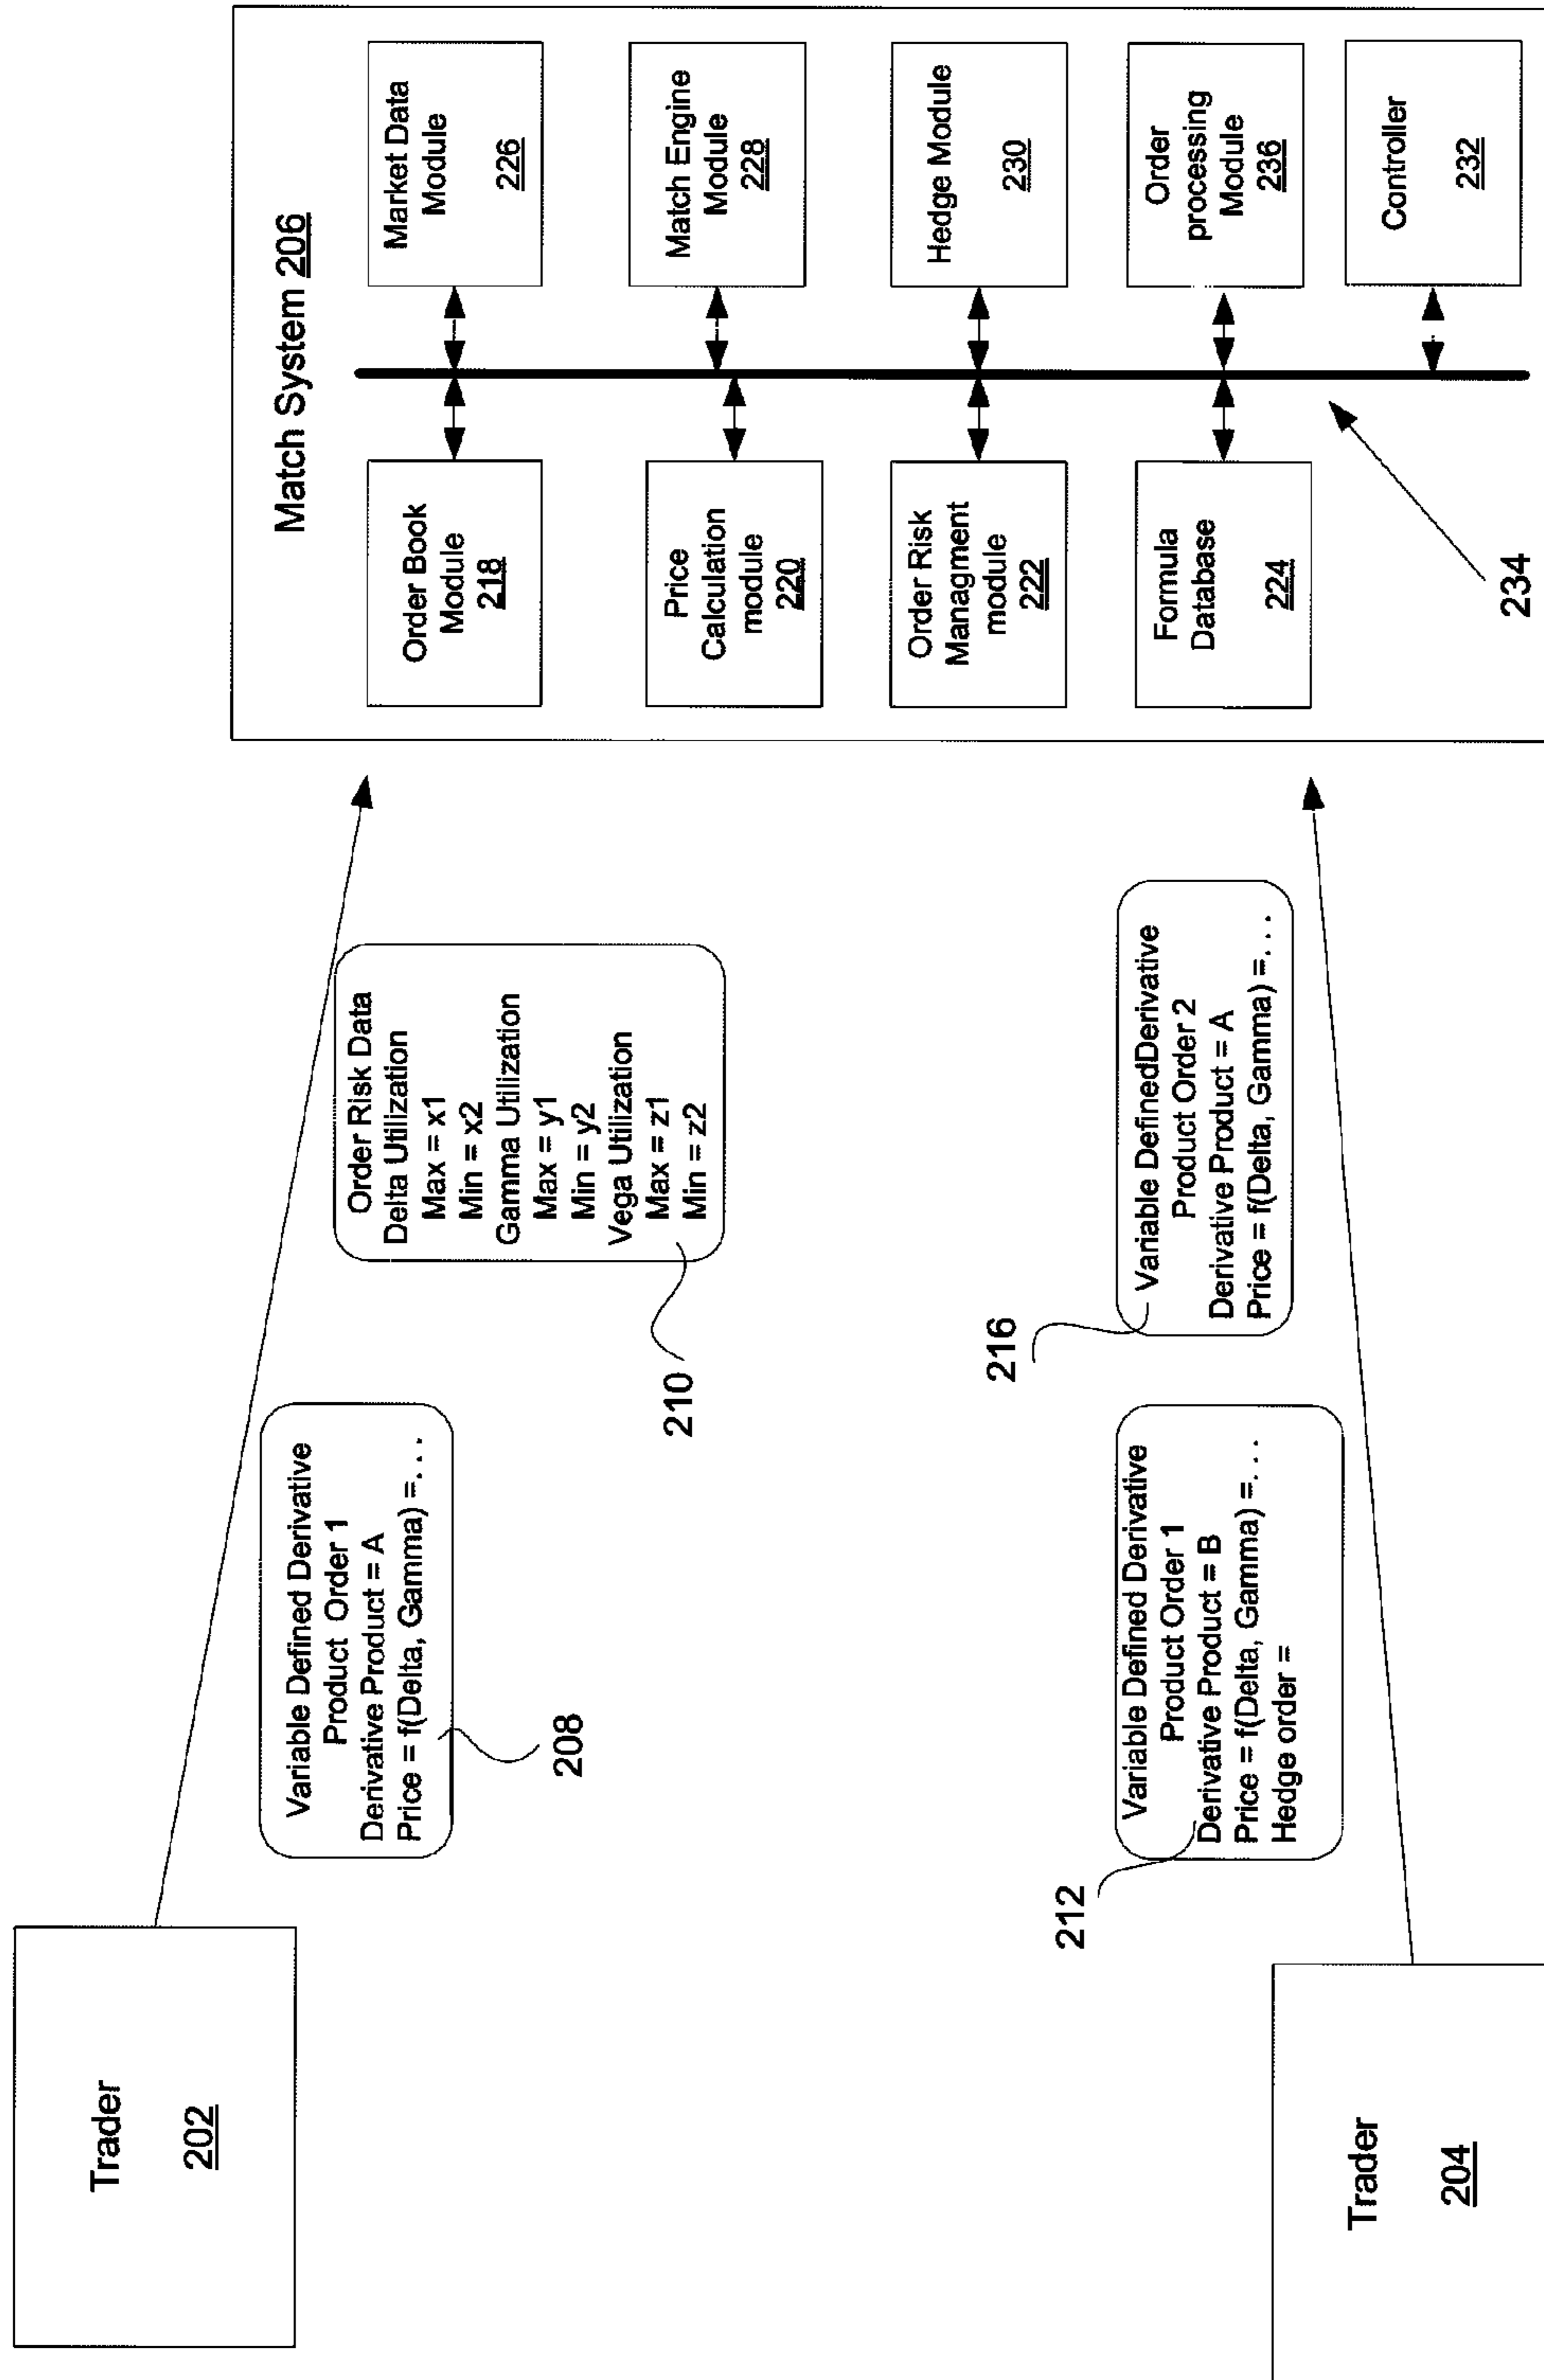 Trader
202
Variable Defined Derivative
Product Order 1
Derivative Product = A
Price = f(Delta, Gamma) =. . .
208
Order Risk Data
Delta Utilization
Max = x1
Min = x2
Gamma Utilization
Max = y1
Min = y2
Vega Utilization
Max = z1
Min = z2
210
Trader
204
Variable Defined Derivative
Product Order 1
Derivative Product = B
Price = f(Delta, Gamma) =. . .
Hedge order =
212
Variable DefinedDerivative
Product Order 2
Derivative Product = A
Price = f(Delta, Gamma) =. . .
216
Match System 206
Order Book
Module
218
Market Data
Module
226
Price
Calculation
module
220
Match Engine
Module
228
Order Risk
Managment
module
222
Hedge Module
230
Formula
Database
224
Order
processing
Module
236
Controller
232
234